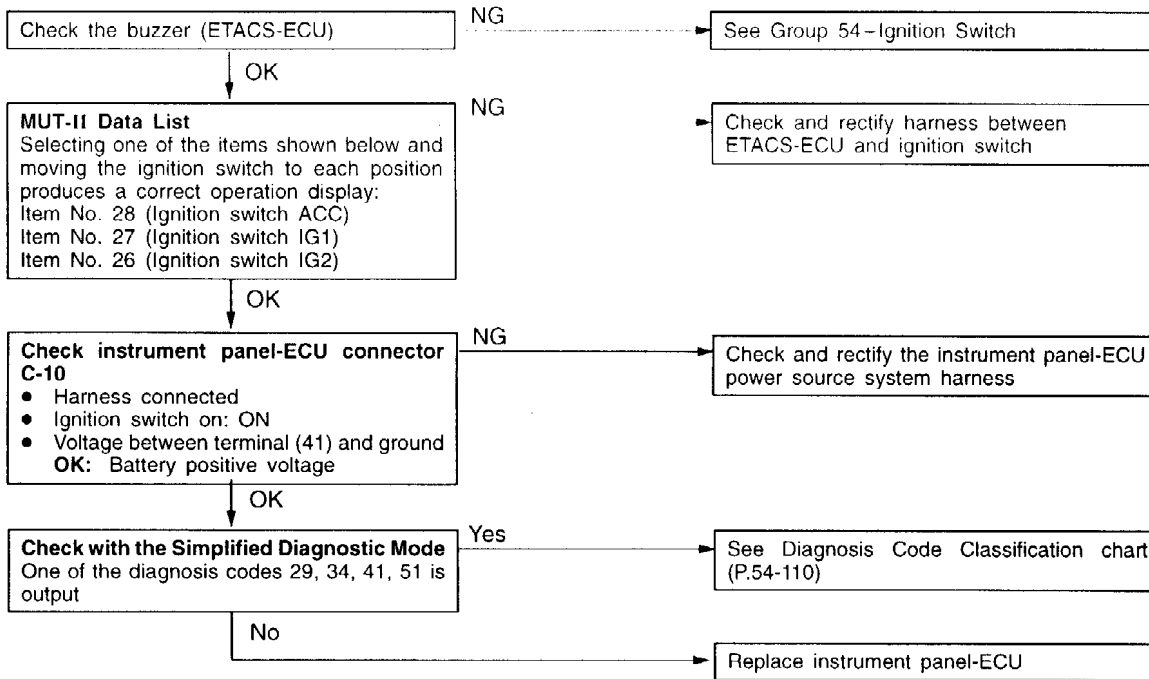 Check the buzzer (ETACS-ECU)
NG
See Group 54–Ignition Switch
OK
MUT-II Data List
Selecting one of the items shown below and
moving the ignition switch to each position
produces a correct operation display:
Item No. 28 (Ignition switch ACC)
Item No. 27 (Ignition switch IG1)
Item No. 26 (Ignition switch IG2)
NG
Check and rectify harness between
ETACS-ECU and ignition switch
OK
Check instrument panel-ECU connector
C-10
● Harness connected
● Ignition switch on: ON
● Voltage between terminal (41) and ground
OK: Battery positive voltage
NG
Check and rectify the instrument panel-ECU
power source system harness
OK
Check with the Simplified Diagnostic Mode
One of the diagnosis codes 29, 34, 41, 51 is
output
Yes
See Diagnosis Code Classification chart
(P.54-110)
No
Replace instrument panel-ECU